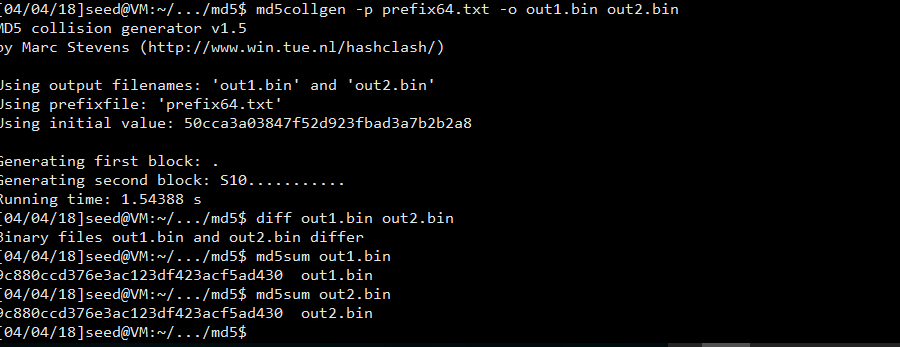 [04/04/18]seed@VM:~/.../md5$ md5collgen -p prefix64.txt -o out1.bin out2.bin
MD5 collision generator v1.5
by Marc Stevens (http://www.win.tue.nl/hashclash/)
Using output filenames: 'out1.bin' and 'out2.bin'
Using prefixfile: 'prefix64.txt'
Using initial value: 50cca3a03847f52d923fbad3a7b2b2a8
Generating first block: .
Generating second block: S10...........
Running time: 1.54388 s
[04/04/18]seed@VM:~/.../md5$ diff out1.bin out2.bin
Binary files out1.bin and out2.bin differ
[04/04/18]seed@VM:~/.../md5$ md5sum out1.bin
9c880ccd376e3ac123df423acf5ad430  out1.bin
[04/04/18]seed@VM:~/.../md5$ md5sum out2.bin
9c880ccd376e3ac123df423acf5ad430  out2.bin
[04/04/18]seed@VM:~/.../md5$